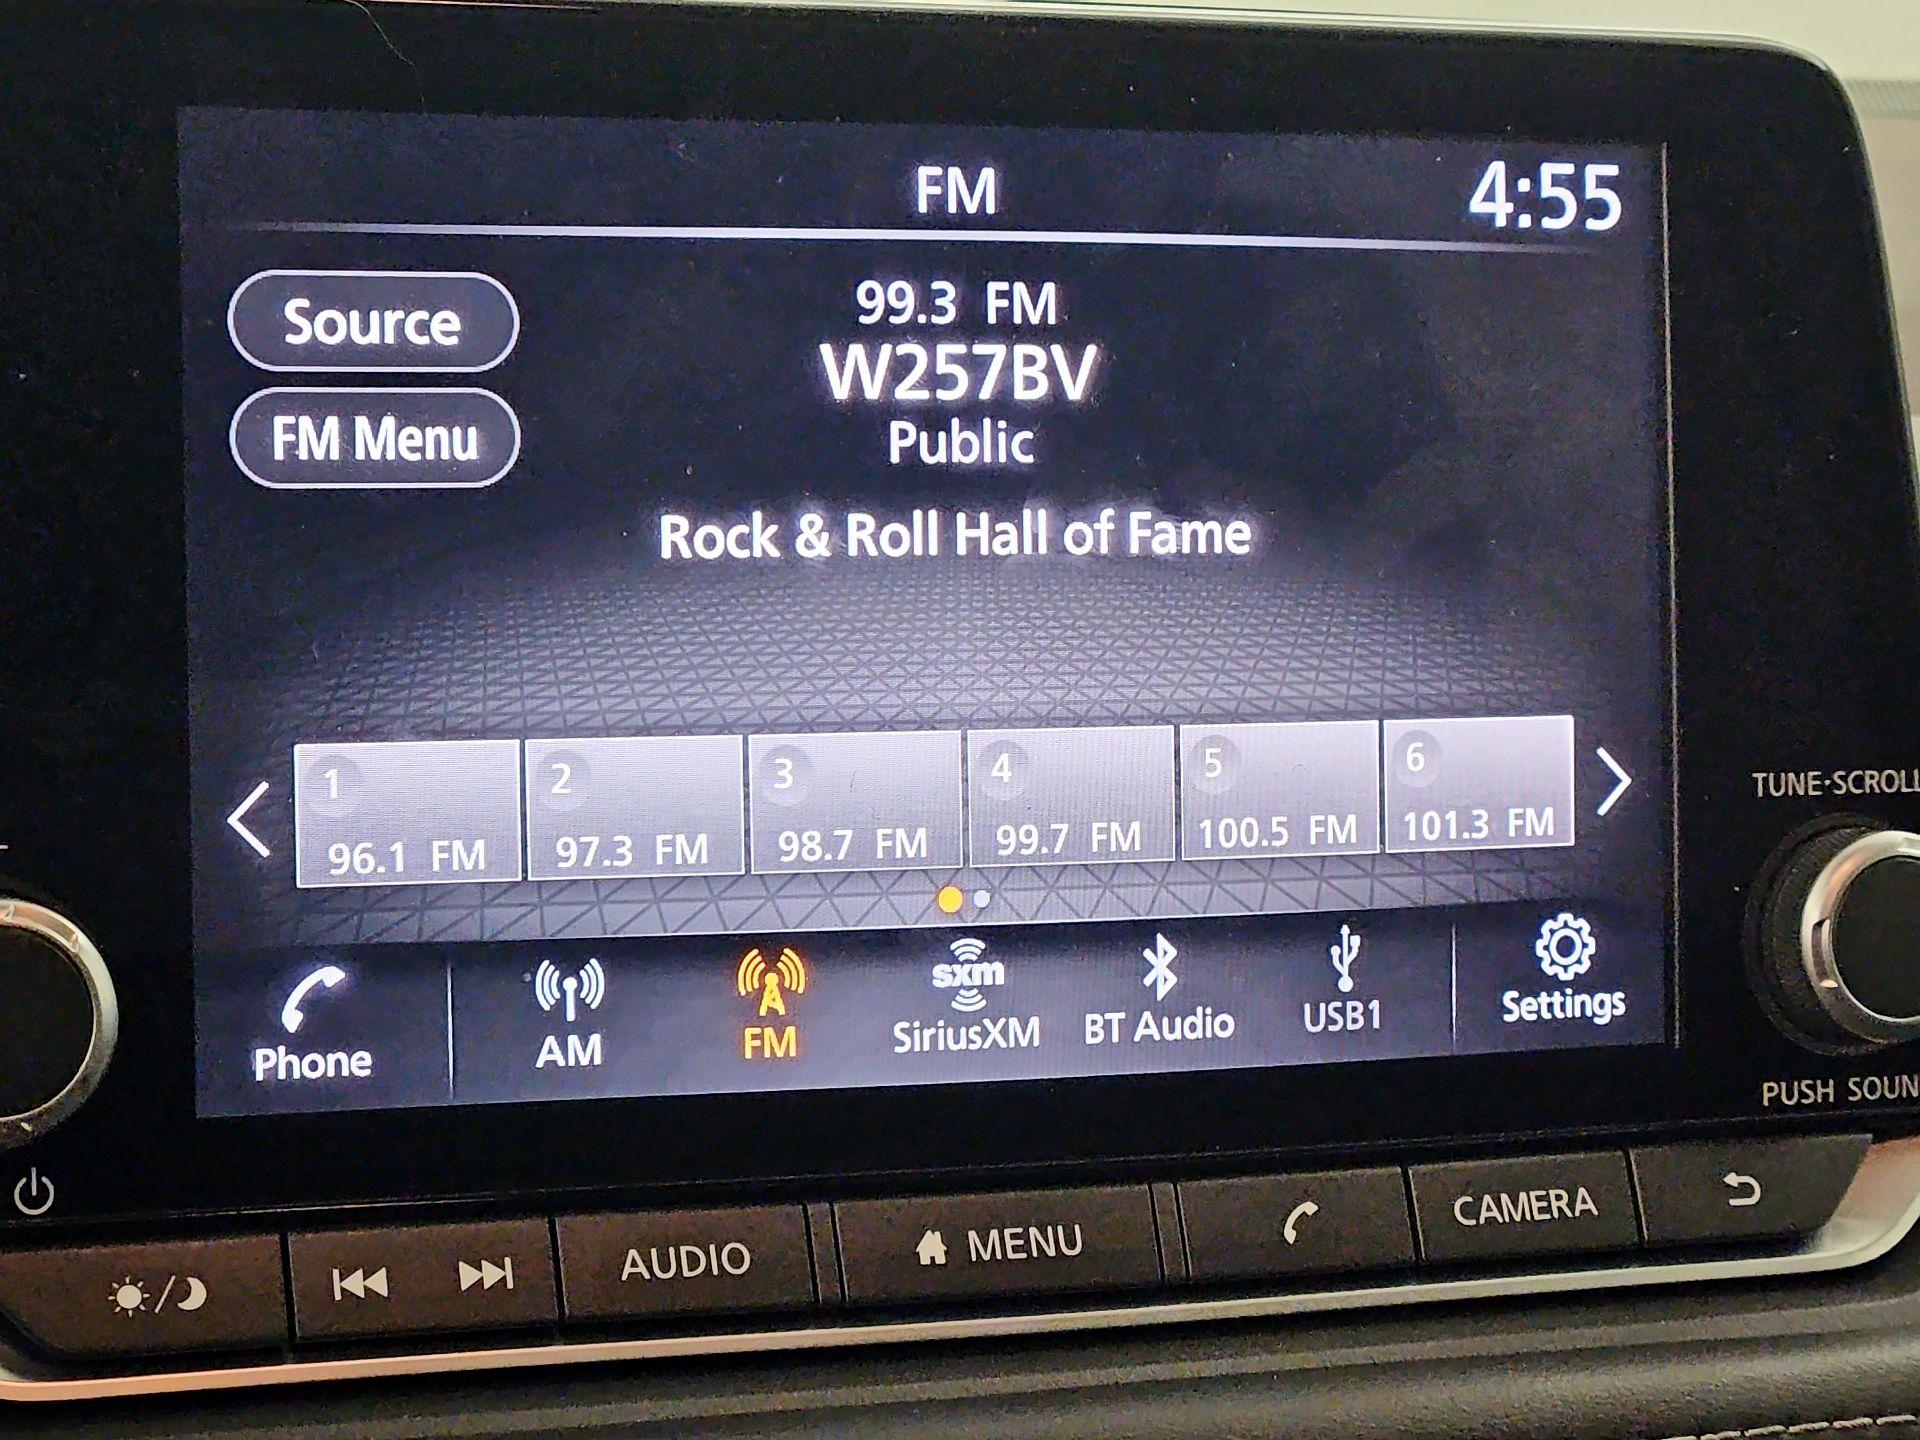 FM 4:55
Source
FM Menu
99.3 FM
W257BV
Public
Rock & Roll Hall of Fame
1 2 3 4 5 6
96.1 FM 97.3 FM 98.7 FM 99.7 FM 100.5 FM 101.3 FM
sxm
Phone AM FM SiriusXM BT Audio USB1 Settings
TUNE·SCROLL
PUSH SOUN
AUDIO MENU CAMERA